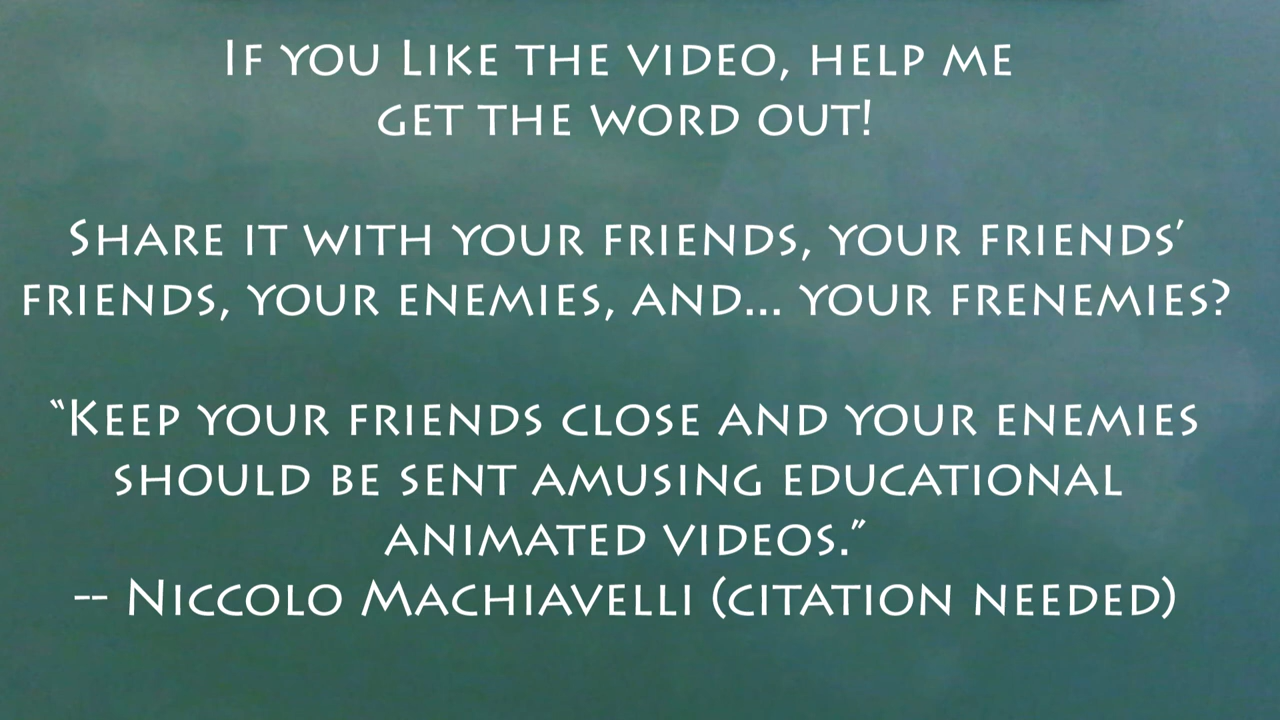 If you Like the video, help me
get the word out!
Share it with your friends, your friends'
friends, your enemies, and... your frenemies?
"Keep your friends close and your enemies
should be sent amusing educational
animated videos."
-- Niccolo Machiavelli (citation needed)